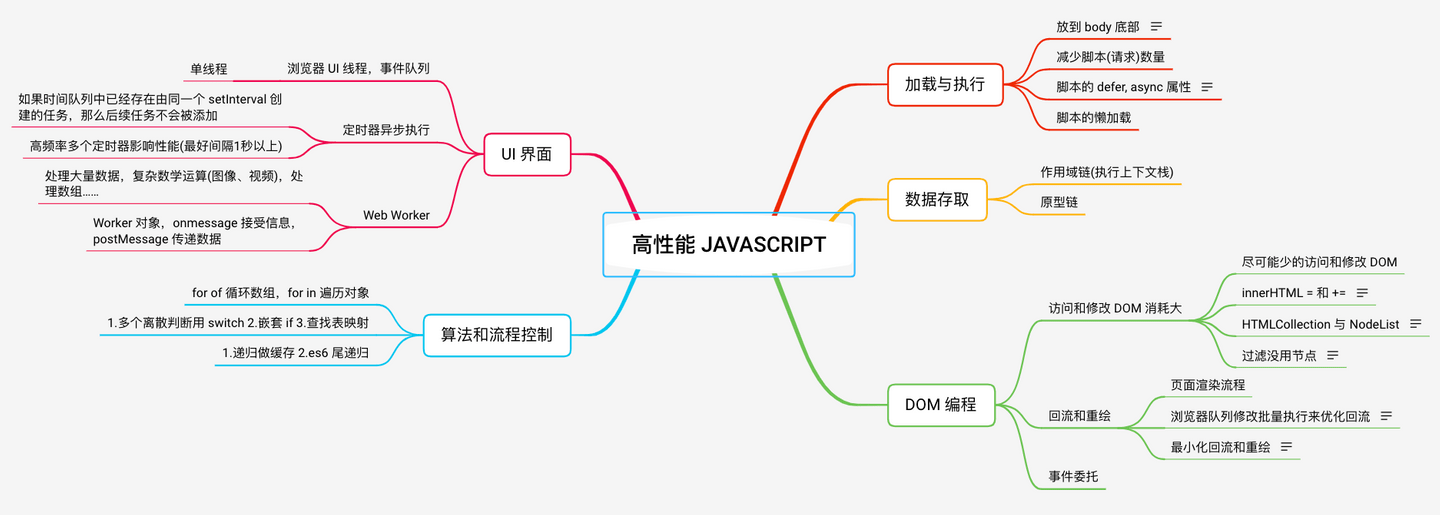 高性能 JAVASCRIPT
加载与执行
放到 body 底部
减少脚本(请求)数量
脚本的 defer, async 属性
脚本的懒加载
数据存取
作用域链(执行上下文栈)
原型链
DOM 编程
访问和修改 DOM 消耗大
尽可能少的访问和修改 DOM
innerHTML = 和 +=
HTMLCollection 与 NodeList
过滤没用节点
回流和重绘
页面渲染流程
浏览器队列修改批量执行来优化回流
最小化回流和重绘
事件委托
UI 界面
浏览器 UI 线程，事件队列
单线程
定时器异步执行
如果时间队列中已经存在由同一个 setInterval 创
建的任务，那么后续任务不会被添加
高频率多个定时器影响性能(最好间隔1秒以上)
Web Worker
处理大量数据，复杂数学运算(图像、视频)，处
理数组......
Worker 对象，onmessage 接受信息，
postMessage 传递数据
算法和流程控制
for of 循环数组，for in 遍历对象
1.多个离散判断用 switch 2.嵌套 if 3.查找表映射
1.递归做缓存 2.es6 尾递归